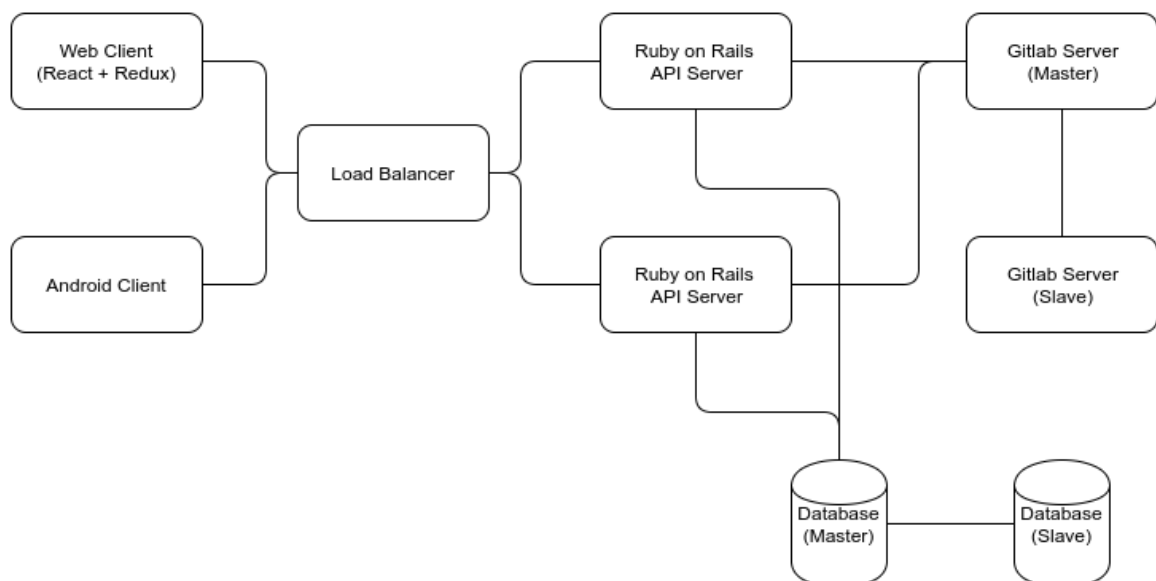 Web Client
(React + Redux)
Ruby on Rails
API Server
Gitlab Server
(Master)
Load Balancer
Android Client
Ruby on Rails
API Server
Gitlab Server
(Slave)
Database
(Master)
Database
(Slave)